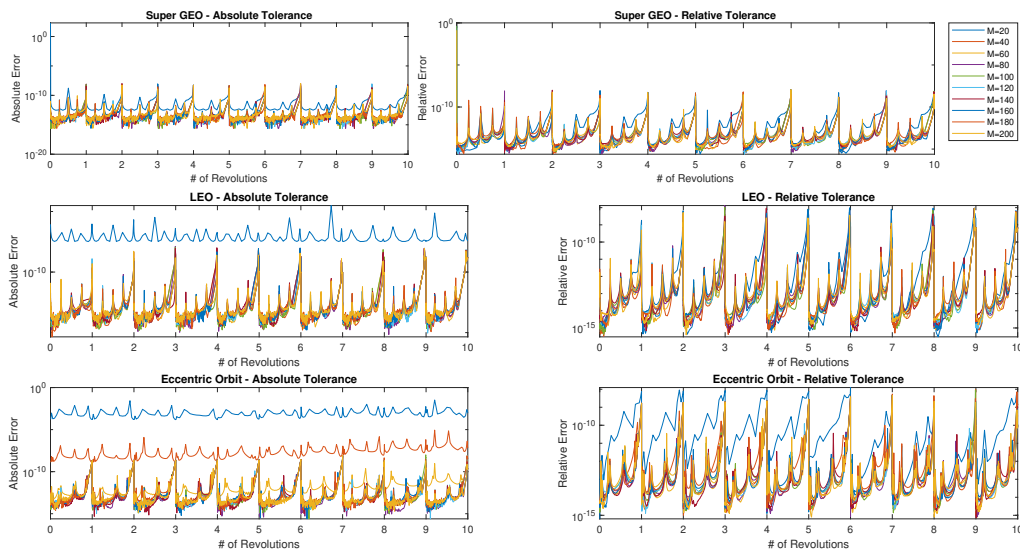 Super GEO - Absolute Tolerance
10^0
10^-10
10^-20
Absolute Error
0 1 2 3 4 5 6 7 8 9 10
# of Revolutions
Super GEO - Relative Tolerance
10^0
10^-10
Relative Error
0 1 2 3 4 5 6 7 8 9 10
# of Revolutions
M=20
M=40
M=60
M=80
M=100
M=120
M=140
M=160
M=180
M=200
LEO - Absolute Tolerance
10^-10
Absolute Error
0 1 2 3 4 5 6 7 8 9 10
# of Revolutions
LEO - Relative Tolerance
10^-10
10^-15
Relative Error
0 1 2 3 4 5 6 7 8 9 10
# of Revolutions
Eccentric Orbit - Absolute Tolerance
10^0
10^-10
Absolute Error
0 1 2 3 4 5 6 7 8 9 10
# of Revolutions
Eccentric Orbit - Relative Tolerance
10^-10
10^-15
Relative Error
0 1 2 3 4 5 6 7 8 9 10
# of Revolutions